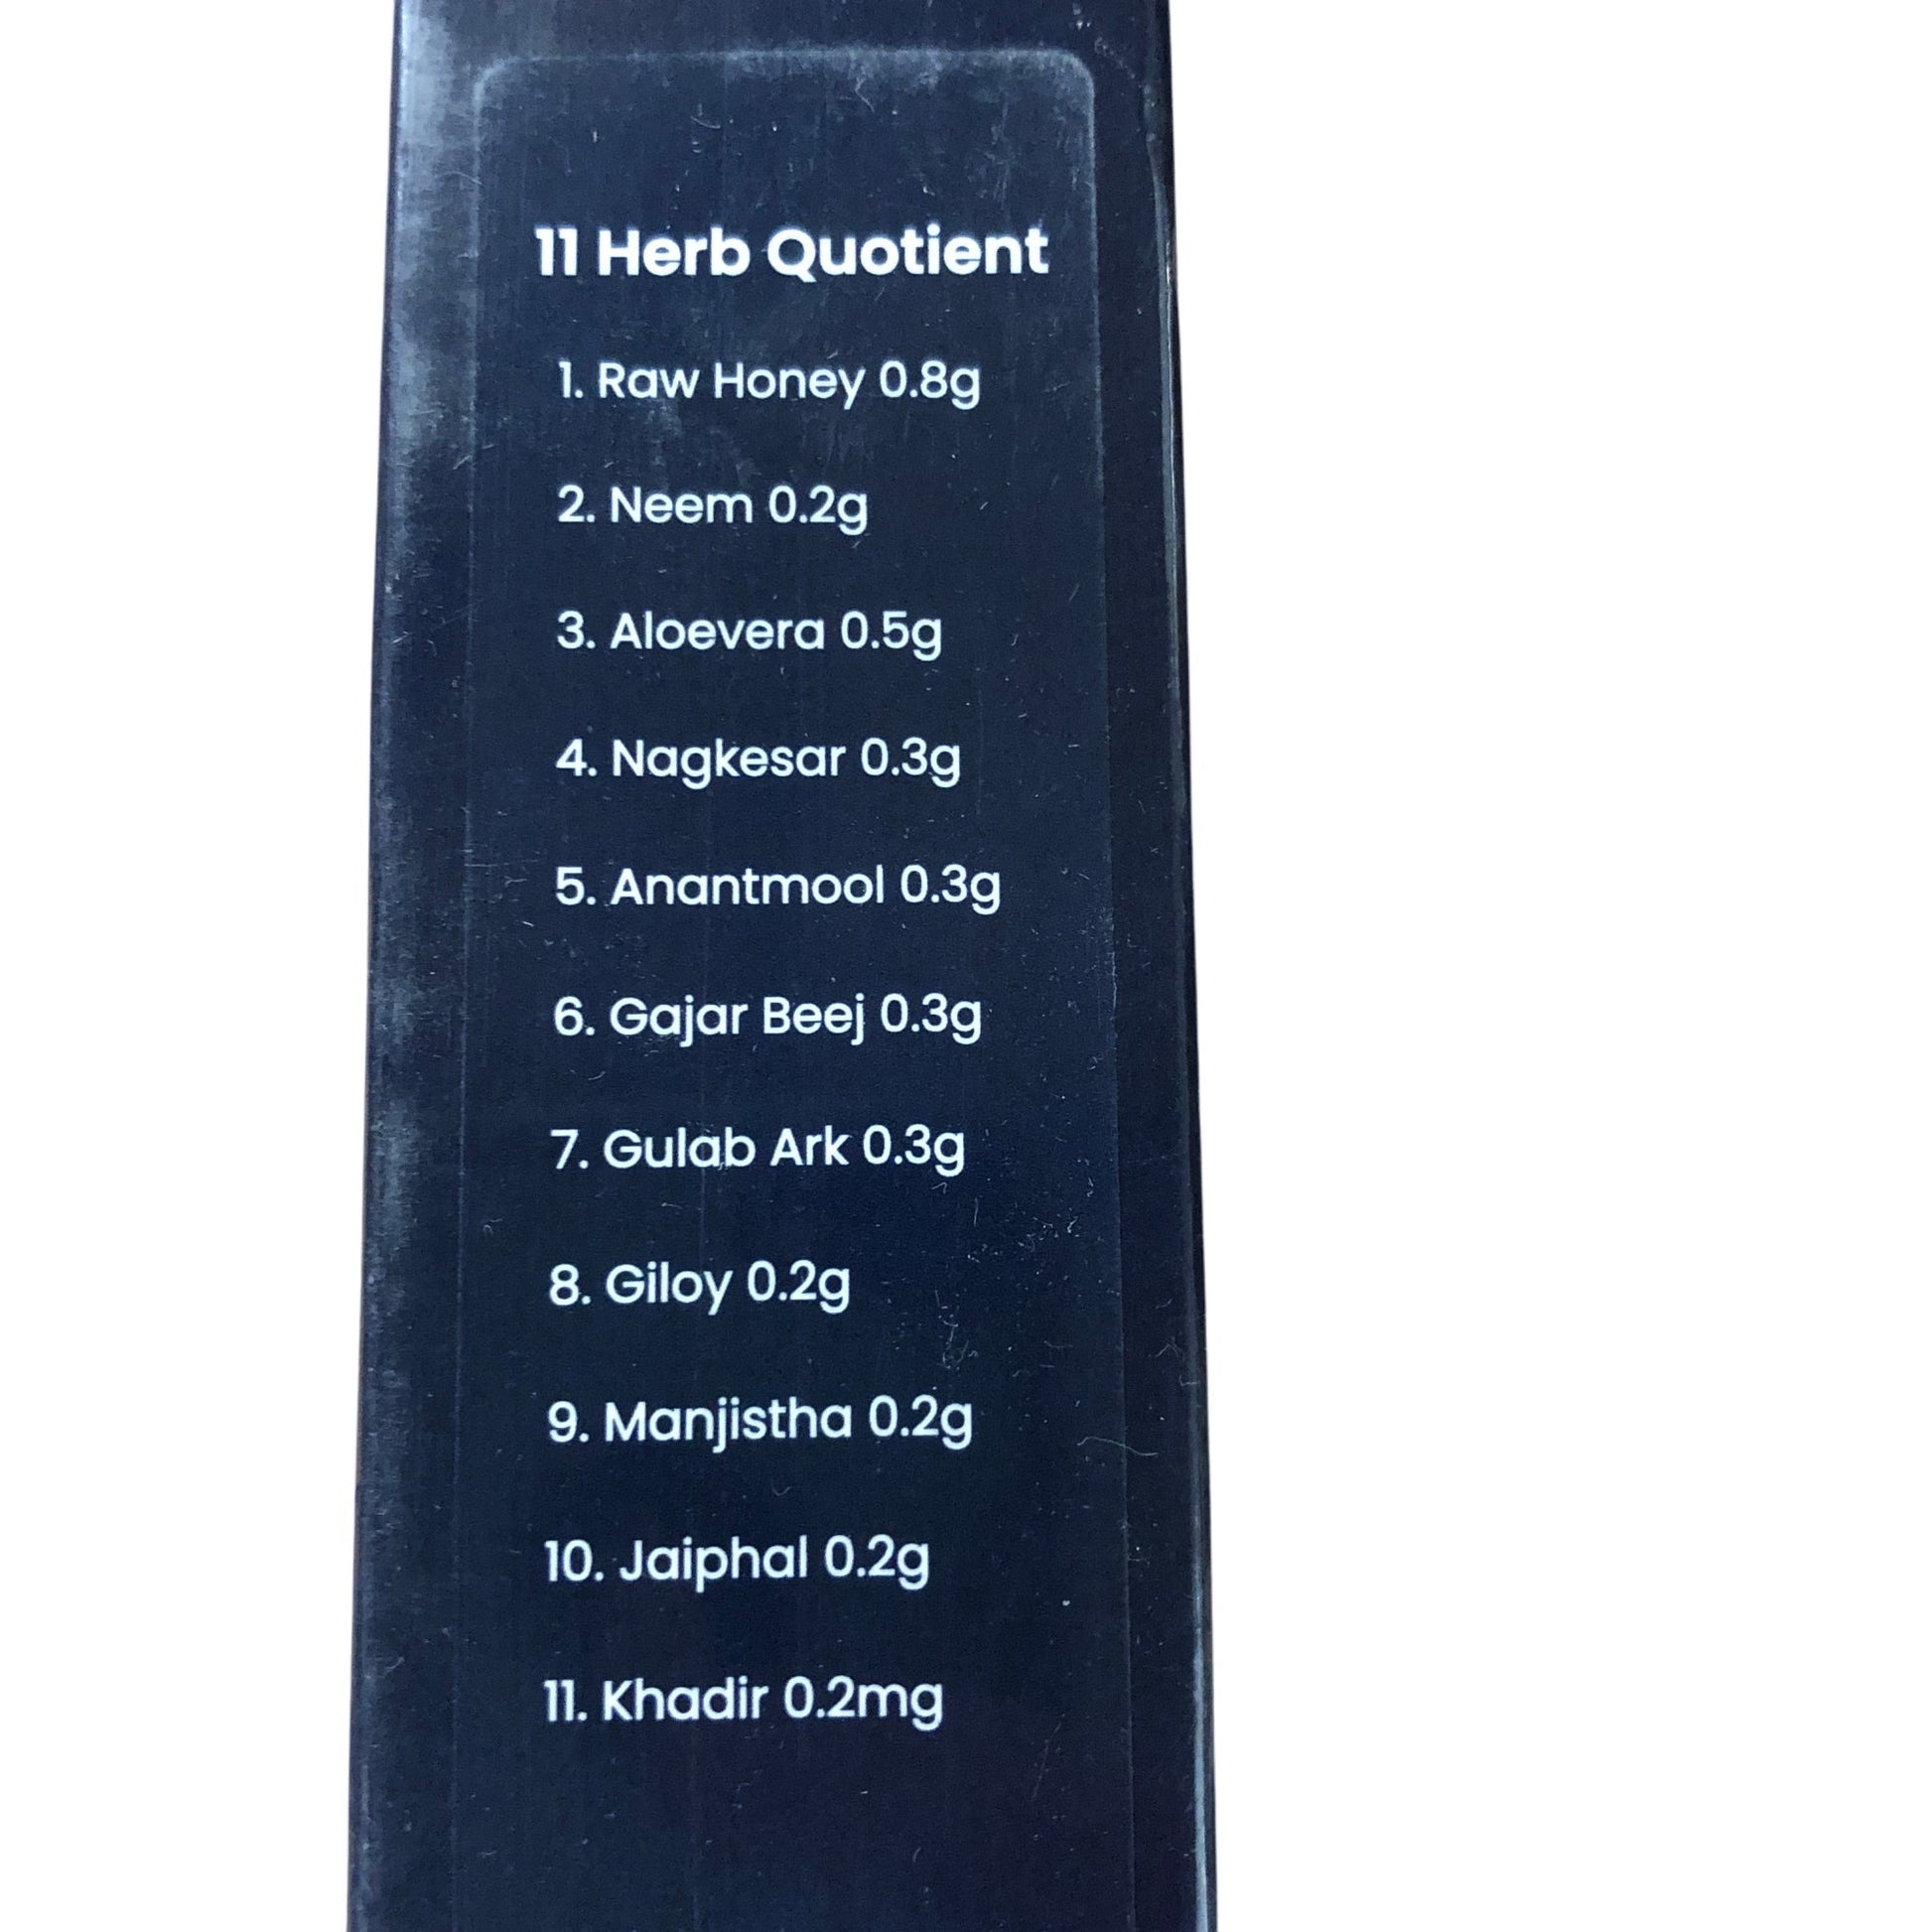 11 Herb Quotient
1. Raw Honey 0.8g
2. Neem 0.2g
3. Aloevera 0.5g
4. Nagkesar 0.3g
5. Anantmool 0.3g
6. Gajar Beej 0.3g
7. Gulab Ark 0.3g
8. Giloy 0.2g
9. Manjistha 0.2g
10. Jaiphal 0.2g
11. Khadir 0.2mg